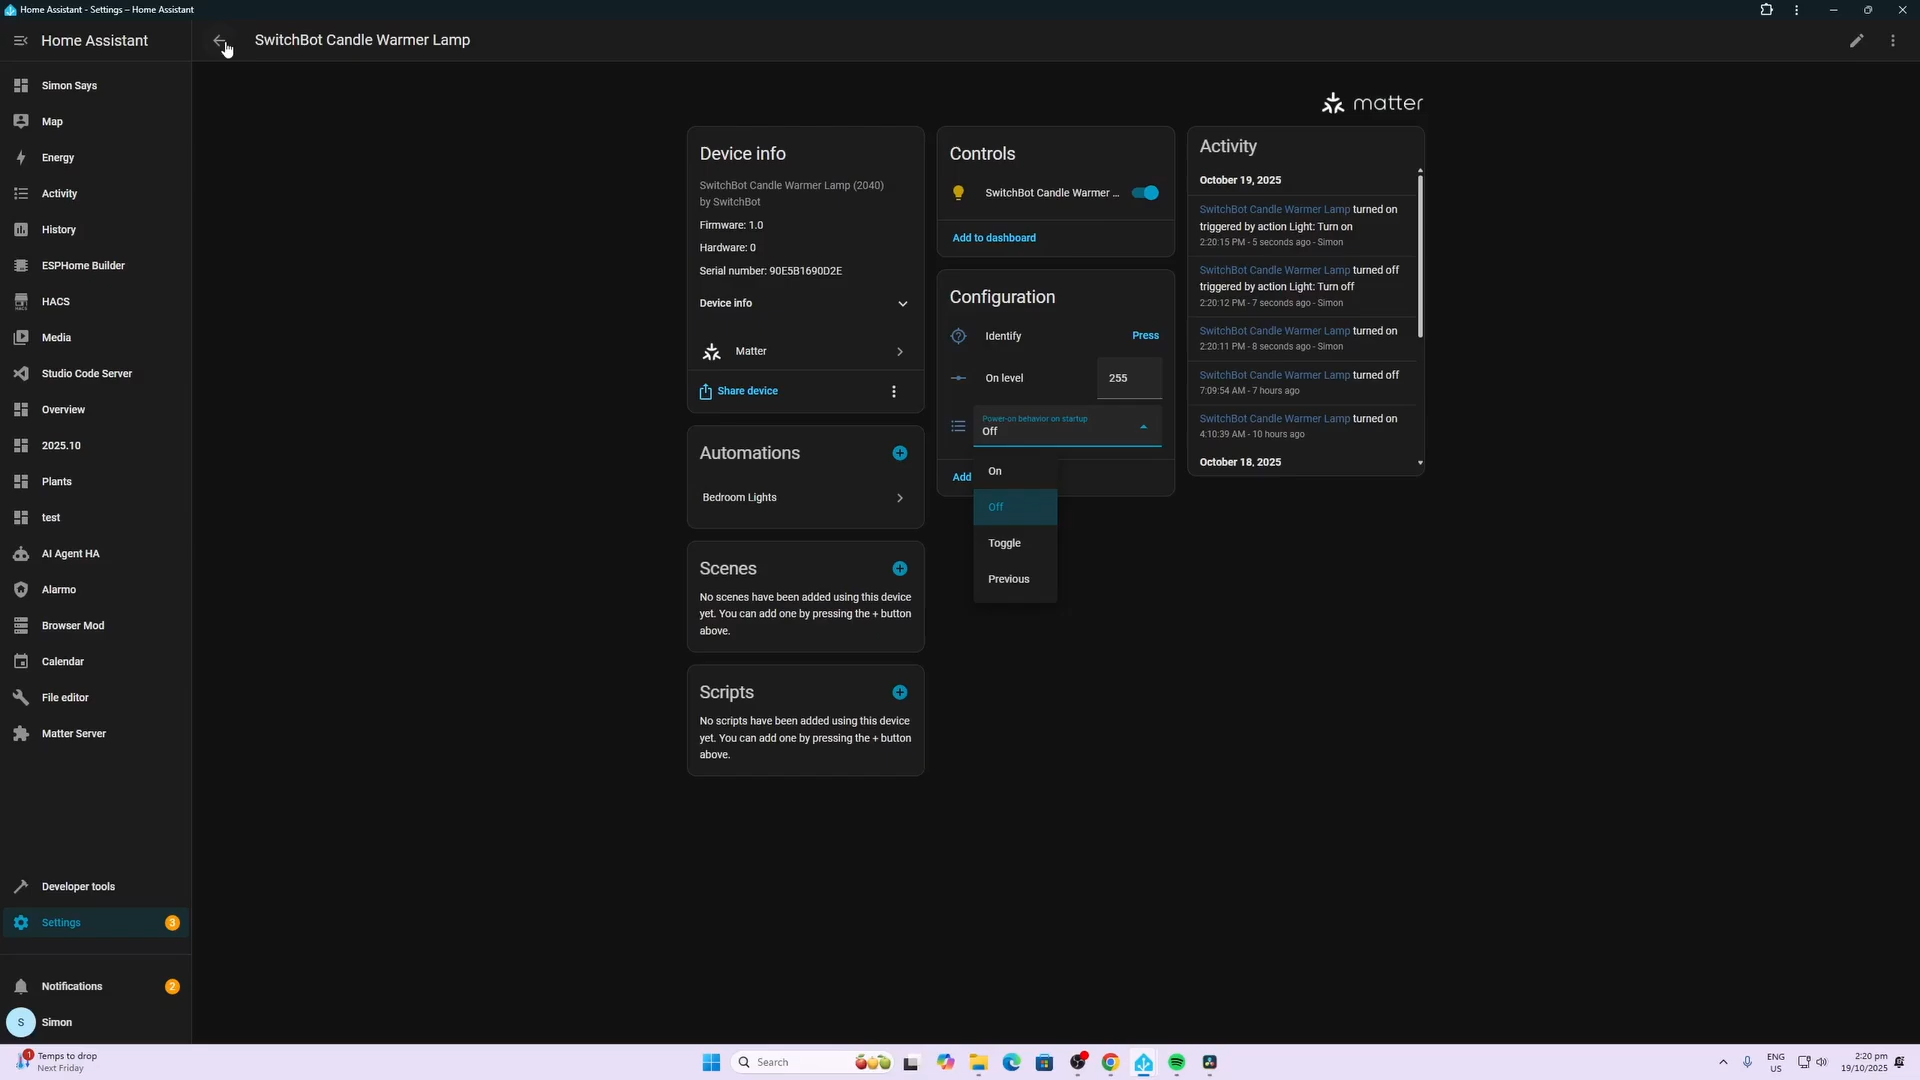 Home Assistant - Settings – Home Assistant
Home Assistant
SwitchBot Candle Warmer Lamp
Simon Says
Map
Energy
Activity
History
ESPHome Builder
HACS
HACS
Media
Studio Code Server
Overview
2025.10
Plants
test
AI Agent HA
Alarmo
Browser Mod
Calendar
File editor
Matter Server
Developer tools
Settings
3
Notifications
2
S
Simon
matter
Device info
SwitchBot Candle Warmer Lamp (2040)
by SwitchBot
Firmware: 1.0
Hardware: 0
Serial number: 90E5B1690D2E
Device info
Matter
Share device
Automations
Bedroom Lights
Scenes
No scenes have been added using this device
yet. You can add one by pressing the + button
above.
Scripts
No scripts have been added using this device
yet. You can add one by pressing the + button
above.
Controls
SwitchBot Candle Warmer ...
Add to dashboard
Configuration
Identify
Press
On level
255
Power-on behavior on startup
Off
Add
On
Off
Toggle
Previous
Activity
October 19, 2025
SwitchBot Candle Warmer Lamp turned on
triggered by action Light: Turn on
2:20:15 PM - 5 seconds ago - Simon
SwitchBot Candle Warmer Lamp turned off
triggered by action Light: Turn off
2:20:12 PM - 7 seconds ago - Simon
SwitchBot Candle Warmer Lamp turned on
2:20:11 PM - 8 seconds ago - Simon
SwitchBot Candle Warmer Lamp turned off
7:09:54 AM - 7 hours ago
SwitchBot Candle Warmer Lamp turned on
4:10:39 AM - 10 hours ago
October 18, 2025
1
Temps to drop
Next Friday
Search
ENG
US
2:20 pm
19/10/2025